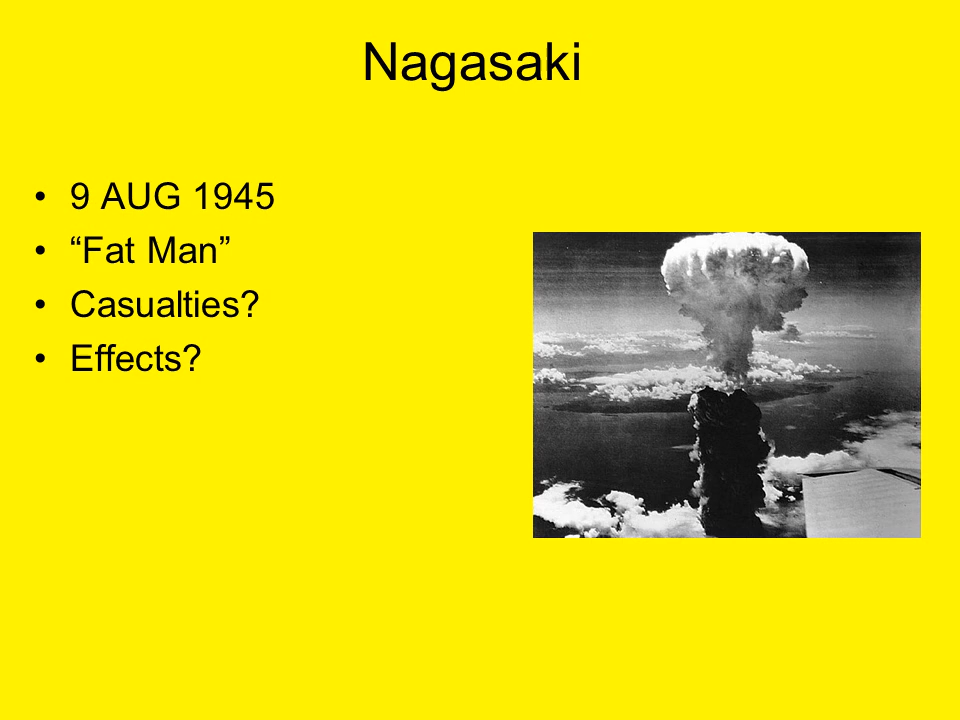 Nagasaki
• 9 AUG 1945
• “Fat Man”
• Casualties?
• Effects?